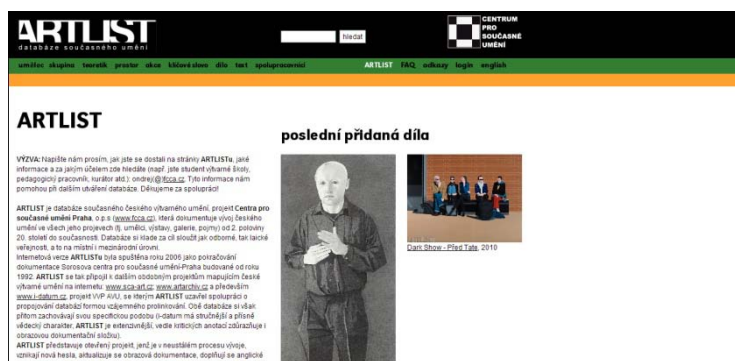 ARTLIST
databáze současného umění
hledat
CENTRUM
PRO
SOUČASNÉ
UMĚNÍ
umělec skupina teoretik prostor akce klíčové slovo dílo text spolupracovníci ARTLIST FAQ odkazy login english
ARTLIST
poslední přidaná díla
VÝZVA: Napište nám prosím, jak jste se dostali na stránky ARTLISTu, jaké
informace a za jakým účelem zde hledáte (např. jste student výtvarné školy,
pedagogický pracovník, kurátor atd.): ondrej(@)fcca.cz. Tyto informace nám
pomohou při dalším utváření databáze. Děkujeme za spolupráci!
ARTLIST je databáze současného českého výtvarného umění, projekt Centra pro
současné umění Praha, o.p.s (www.fcca.cz), která dokumentuje vývoj českého
umění ve všech jeho projevech (tj. umělci, výstavy, galerie, pojmy) od 2. poloviny
20. století do současnosti. Databáze si klade za cíl sloužit jak odborné, tak laické
veřejnosti, a to na místní i mezinárodní úrovni.
Internetová verze ARTLISTu byla spuštěna roku 2006 jako pokračování
dokumentace Sorosova centra pro současné umění-Praha budované od roku
1992. ARTLIST se tak připojil k dalším obdobným projektům mapujícím české
výtvarné umění na internetu: www.sca-art.cz; www.artarchiv.cz a především
www.i-datum.cz, projekt VVP AVU, se kterým ARTLIST uzavřel spolupráci o
propojování databází formou vzájemného prolinkování. Obě databáze si však
přitom zachovávají svou specifickou podobu (i-datum má stručnější a přísně
vědecký charakter, ARTLIST je extenzivnější, vedle kritických anotací zdůrazňuje i
obrazovou dokumentační složku).
ARTLIST představuje otevřený projekt, jenž je v neustálém procesu vývoje,
vznikají nová hesla, aktualizuje se obrazová dokumentace, doplňují se anglické
Dark Show - Před Tate, 2010